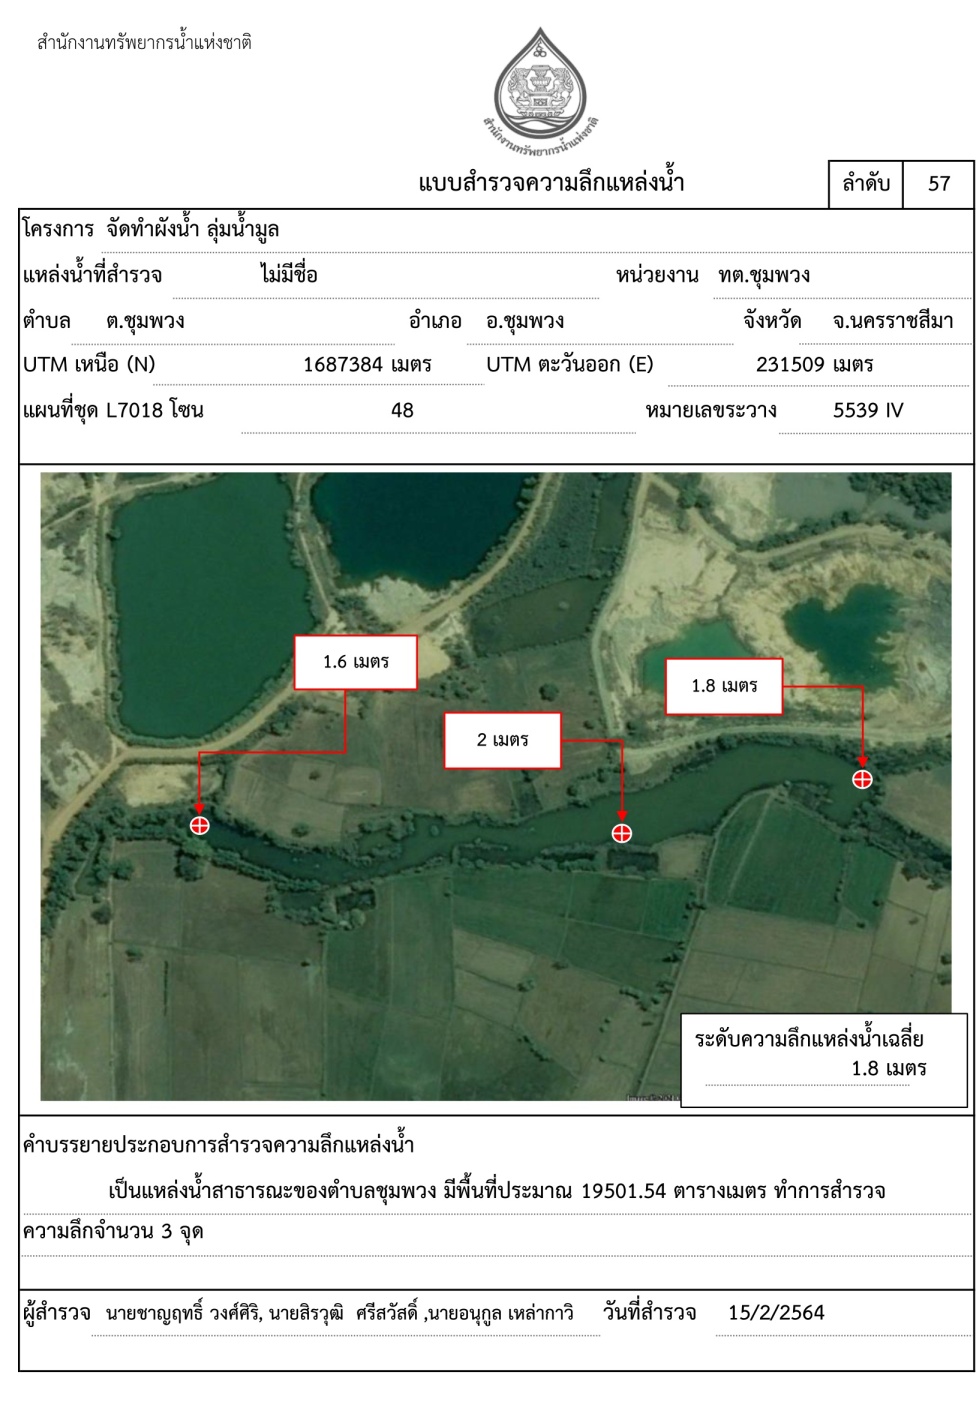 สำนักงานทรัพยากรน้ำแห่งชาติ
สำนักงานทรัพยากรน้ำแห่งชาติ
แบบสำรวจความลึกแหล่งน้ำ ลำดับ 57
โครงการ จัดทำผังน้ำ ลุ่มน้ำมูล
แหล่งน้ำที่สำรวจ ไม่มีชื่อ หน่วยงาน ทต.ชุมพวง
ตำบล ต.ชุมพวง อำเภอ อ.ชุมพวง จังหวัด จ.นครราชสีมา
UTM เหนือ (N) 1687384 เมตร UTM ตะวันออก (E) 231509 เมตร
แผนที่ชุด L7018 โซน 48 หมายเลขระวาง 5539 IV
1.6 เมตร
1.8 เมตร
2 เมตร
ระดับความลึกแหล่งน้ำเฉลี่ย
1.8 เมตร
คำบรรยายประกอบการสำรวจความลึกแหล่งน้ำ
เป็นแหล่งน้ำสาธารณะของตำบลชุมพวง มีพื้นที่ประมาณ 19501.54 ตารางเมตร ทำการสำรวจ
ความลึกจำนวน 3 จุด
ผู้สำรวจ นายชาญฤทธิ์ วงศ์ศิริ, นายสิรวุฒิ ศรีสวัสดิ์ ,นายอนุกูล เหล่ากาวิ วันที่สำรวจ 15/2/2564